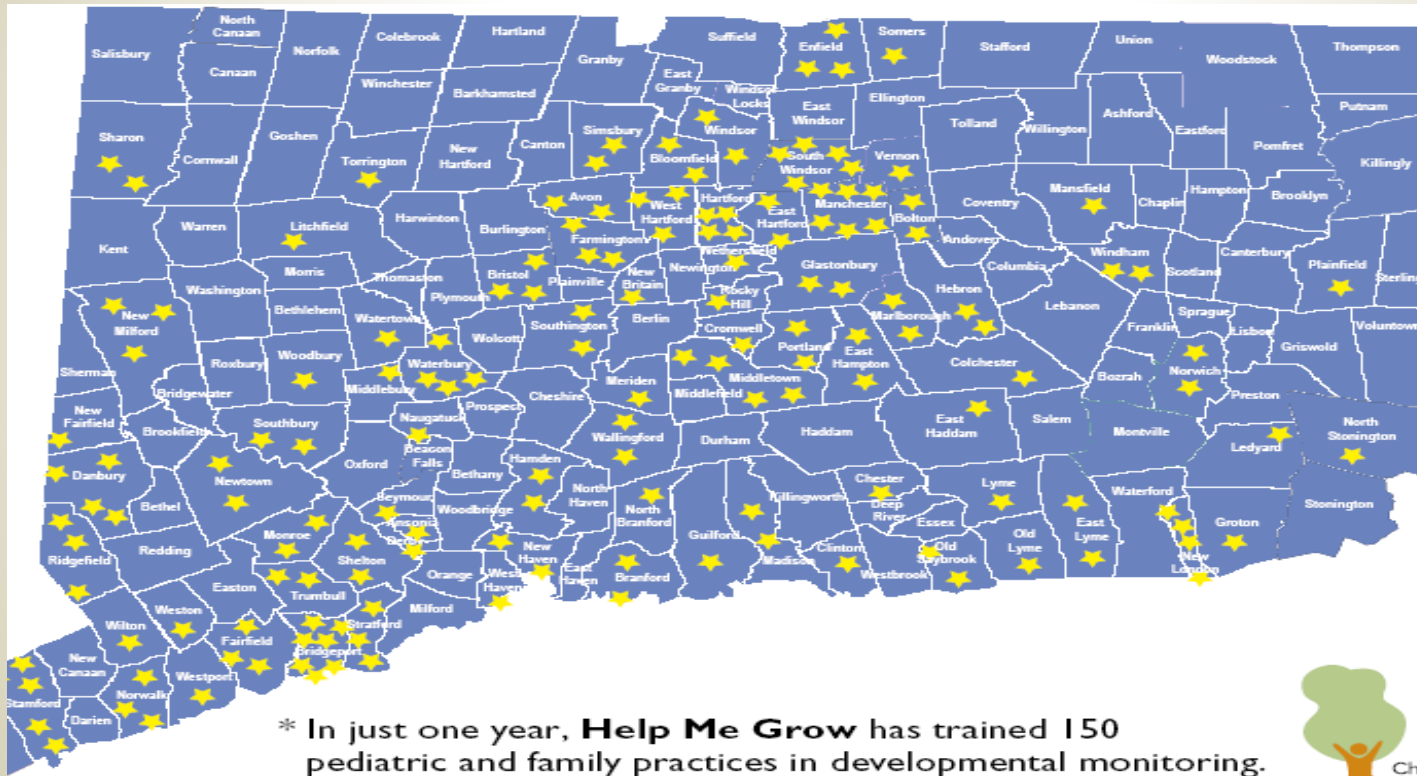 North
Canaan
Salisbury
Norfolk
Colebrook
Hartland
Suffield
Enfield
Somers
Stafford
Union
Woodstock
Thompson
Canaan
Winchester
Barkhamsted
Granby
East
Granby
Windsor
Locks
East
Windsor
Ellington
Tolland
Willington
Ashford
Eastford
Putnam
Pomfret
Killingly
Sharon
Cornwall
Goshen
Torrington
New
Hartford
Canton
Simsbury
Bloomfield
Windsor
South
Windsor
Vernon
Mansfield
Chaplin
Hampton
Brooklyn
Kent
Warren
Litchfield
Harwinton
Burlington
Avon
Farmington
West
Hartford
Hartford
East
Hartford
Manchester
Bolton
Coventry
Andover
Columbia
Windham
Scotland
Canterbury
Plainfield
Washington
Morris
Bethlehem
Thomaston
Plymouth
Bristol
Plainville
New
Britain
Newington
Wethersfield
Rocky
Hill
Glastonbury
Marlborough
Hebron
Lebanon
Franklin
Sprague
Lisbon
Griswold
New
Milford
Sherman
Roxbury
Woodbury
Watertown
Wolcott
Southington
Berlin
Cromwell
Portland
East
Hampton
Colchester
Bozrah
Norwich
Preston
Bridgewater
Middlebury
Waterbury
Prospect
Cheshire
Meriden
Middlefield
Middletown
New
Fairfield
Brookfield
Southbury
Naugatuck
Beacon
Falls
Bethany
Hamden
Wallingford
Durham
Haddam
East
Haddam
Salem
Montville
Ledyard
North
Stonington
Danbury
Bethel
Newtown
Oxford
Seymour
Woodbridge
North
Haven
North
Branford
Guilford
Killingworth
Chester
Deep
River
Essex
Lyme
Waterford
Groton
Stonington
Ridgefield
Redding
Monroe
Ansonia
Derby
Shelton
Orange
New
Haven
West
Haven
East
Haven
Branford
Madison
Clinton
Westbrook
Old
Saybrook
Old
Lyme
East
Lyme
New
London
Easton
Trumbull
Milford
Wilton
Weston
Fairfield
Stratford
Bridgeport
New
Canaan
Norwalk
Westport
Stamford
Darien
* In just one year, Help Me Grow has trained 150
pediatric and family practices in developmental monitoring.